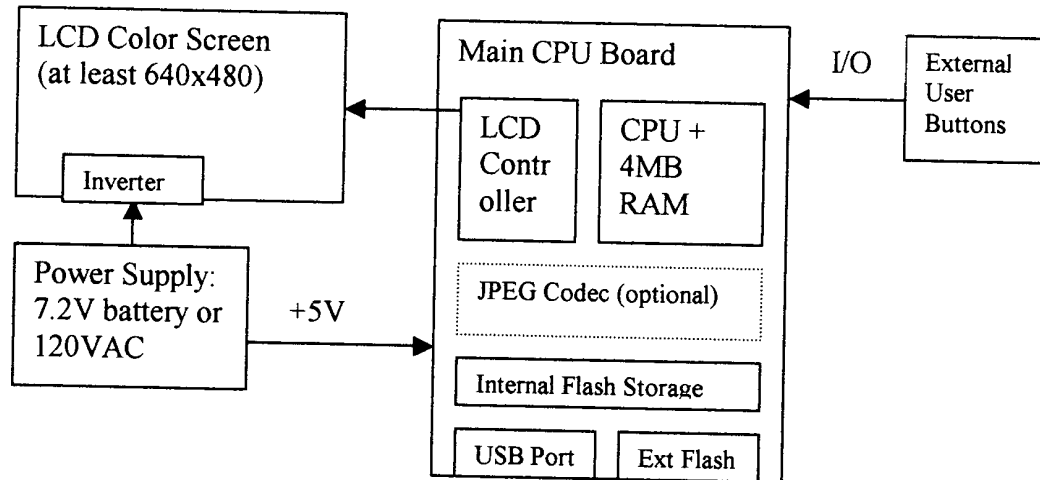 LCD Color Screen
(at least 640x480)
Inverter
Power Supply:
7.2V battery or
120VAC
+5V
Main CPU Board
LCD
Contr
oller
CPU +
4MB
RAM
JPEG Codec (optional)
Internal Flash Storage
USB Port
Ext Flash
I/O
External
User
Buttons